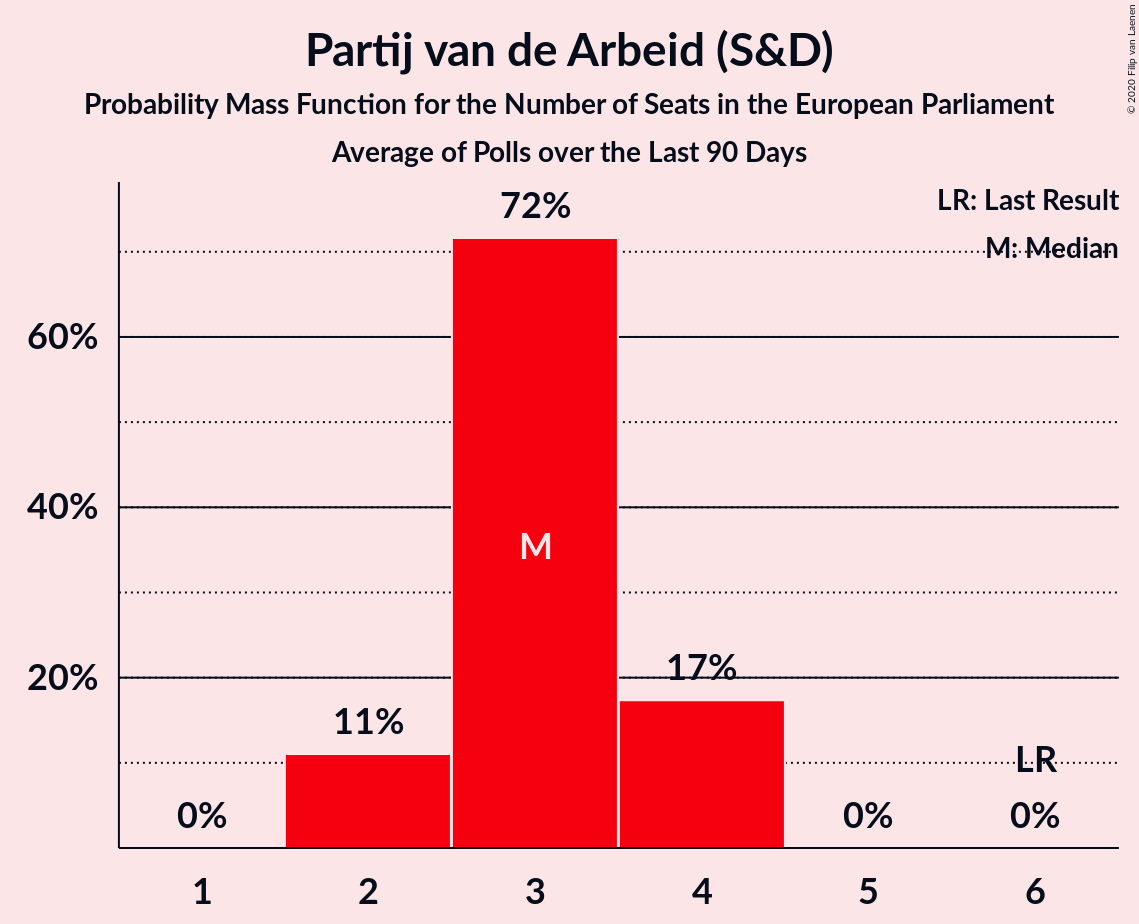 Partij van de Arbeid (S&D)
Probability Mass Function for the Number of Seats in the European Parliament
Average of Polls over the Last 90 Days
© 2020 Filip van Laenen
LR: Last Result
M: Median
72%
60%
40%
M
20%
17%
11%
LR
0%
0%
0%
1
2
3
4
5
6